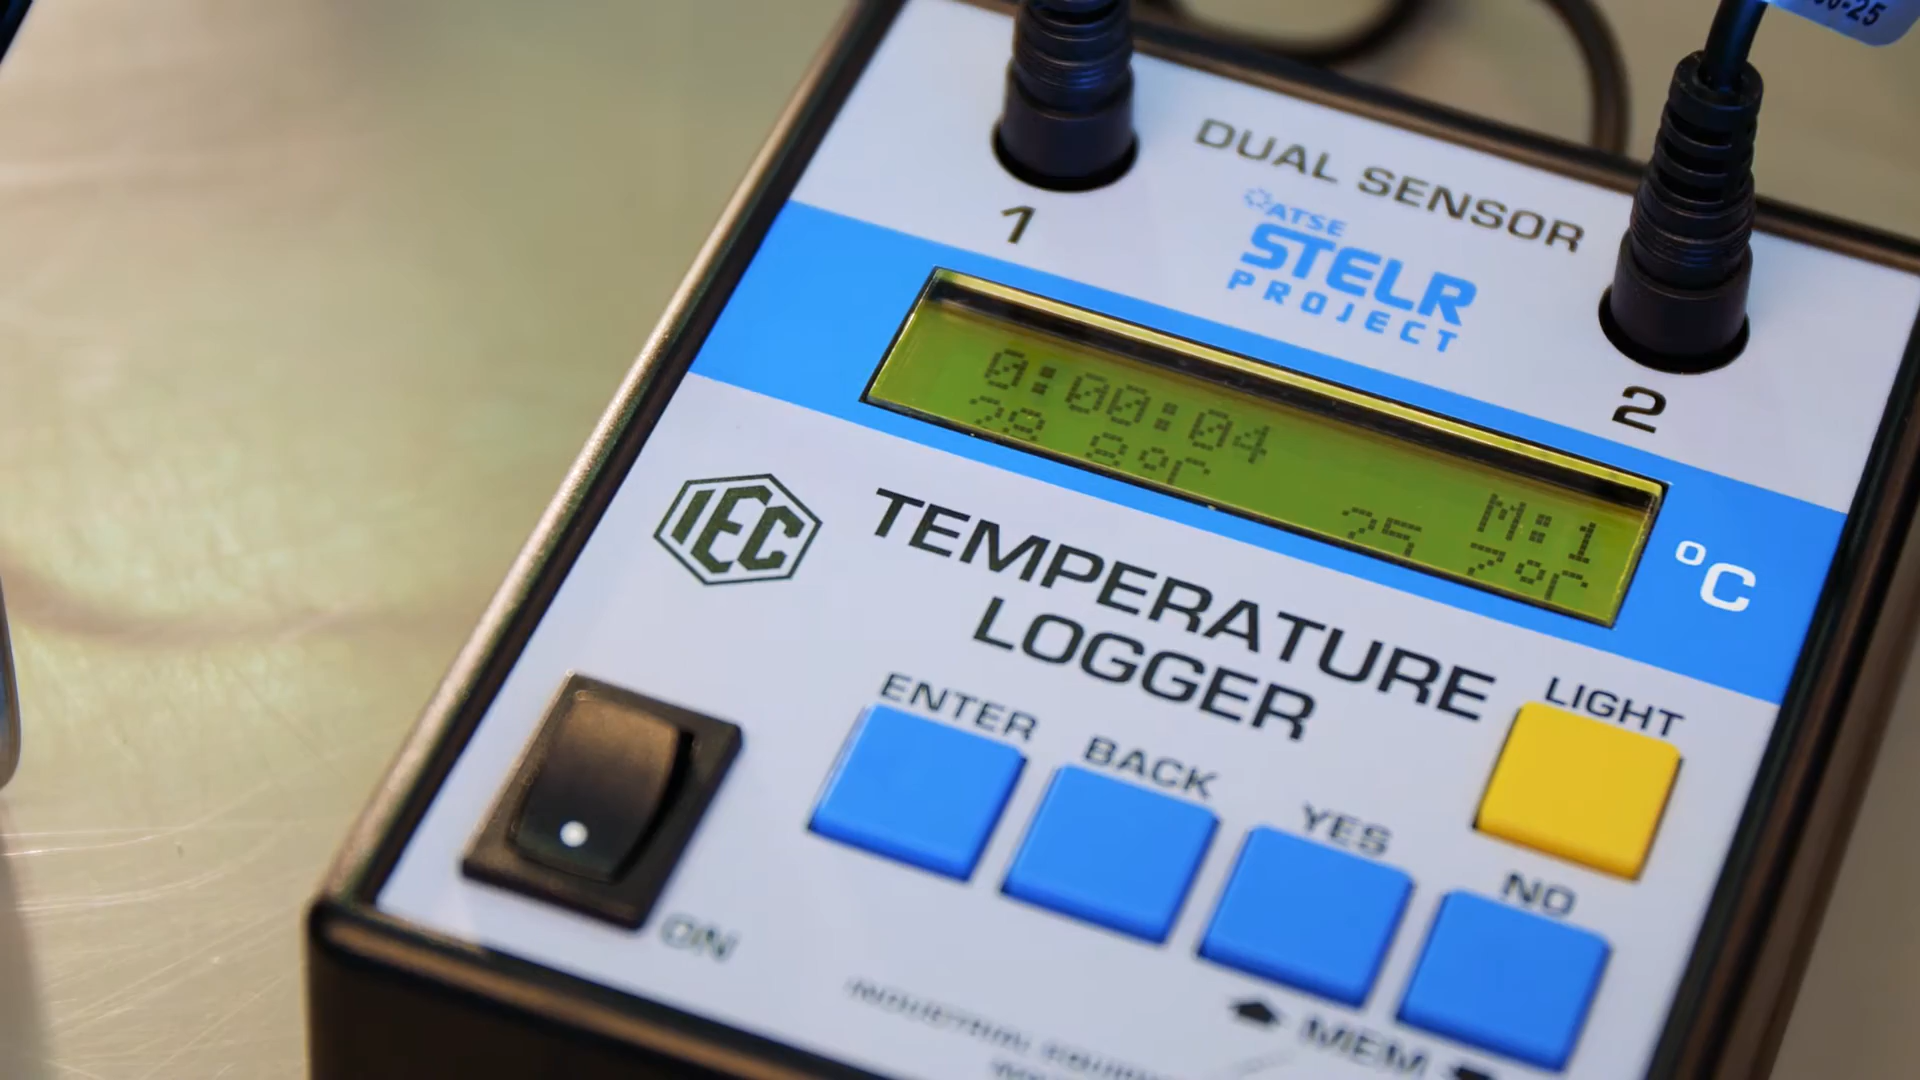 DUAL SENSOR
ATSE
STELR
PROJECT
1
2
0:00:04
M:1
28.8°C
25.7°C
°C
IEC
TEMPERATURE
LOGGER
LIGHT
ENTER
BACK
YES
NO
ON
MEM